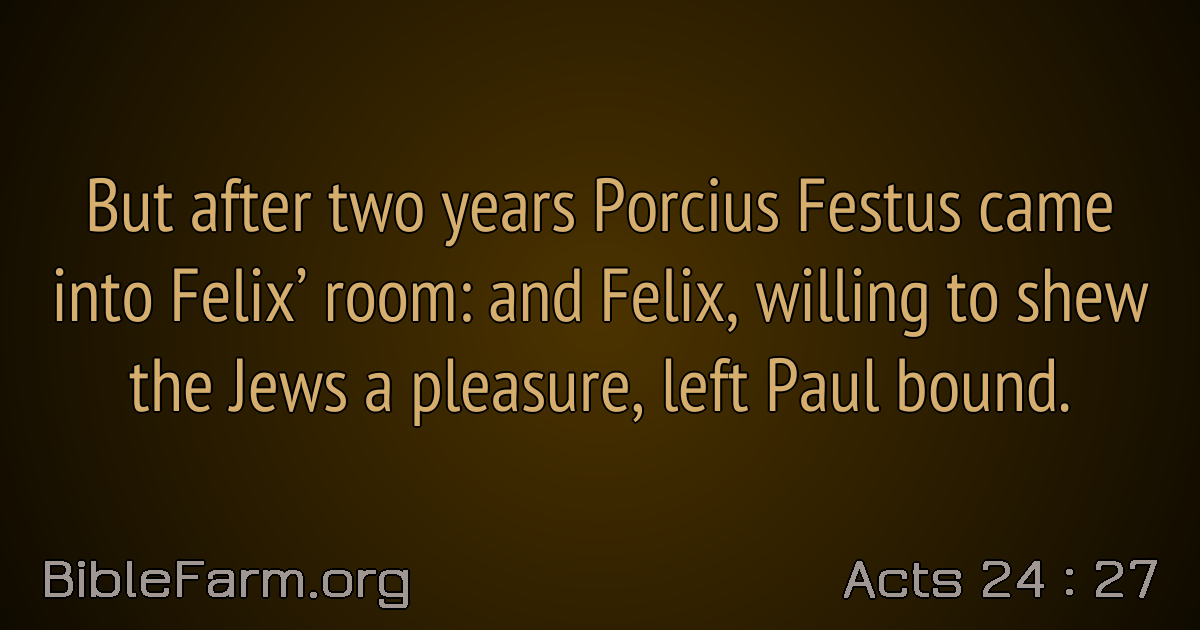 But after two years Porcius Festus came
into Felix’ room: and Felix, willing to shew
the Jews a pleasure, left Paul bound.
BibleFarm.org
Acts 24 : 27